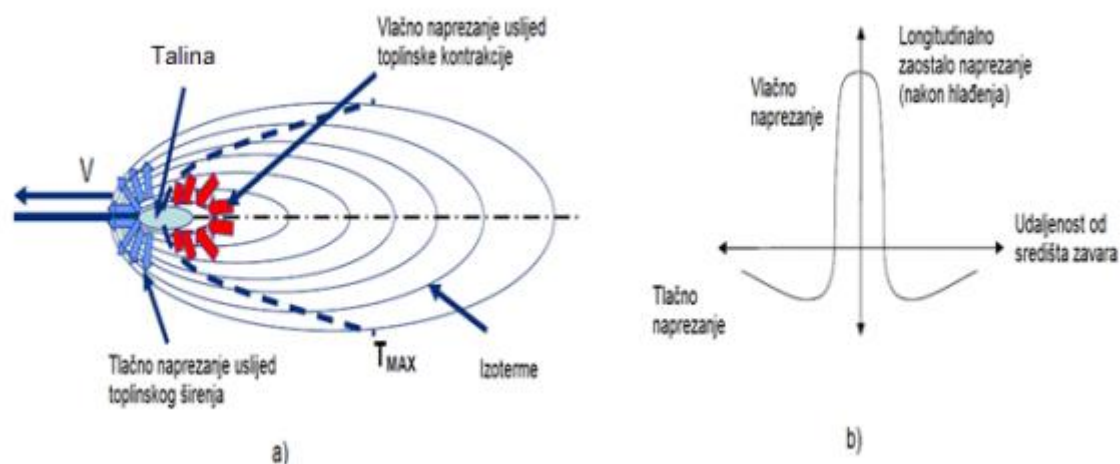 Talina
Vlačno naprezanje uslijed
toplinske kontrakcije
V
Tlačno naprezanje uslijed
toplinskog širenja
TMAX
Izoterme
a)
Longitudinalno
zaostalo naprezanje
(nakon hlađenja)
Vlačno
naprezanje
Udaljenost od
središta zavara
Tlačno
naprezanje
b)